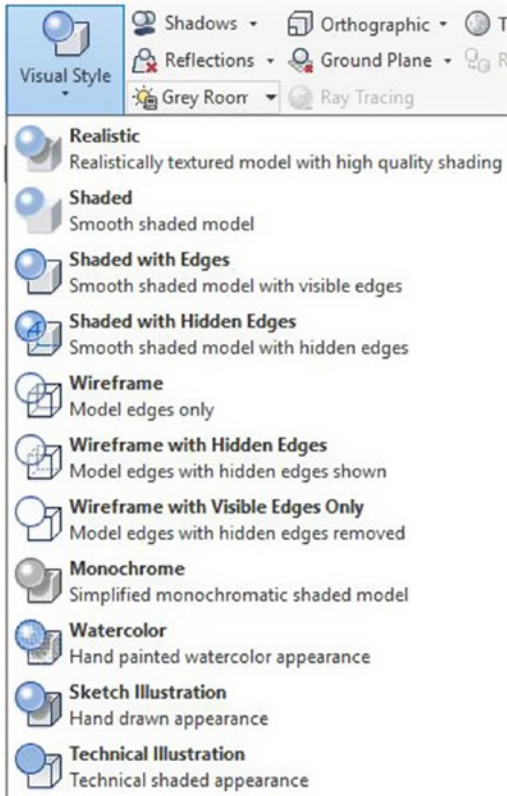 Visual Style
Shadows
Orthographic
T
Reflections
Ground Plane
R
Grey Room
Ray Tracing
Realistic
Realistically textured model with high quality shading
Shaded
Smooth shaded model
Shaded with Edges
Smooth shaded model with visible edges
Shaded with Hidden Edges
Smooth shaded model with hidden edges
Wireframe
Model edges only
Wireframe with Hidden Edges
Model edges with hidden edges shown
Wireframe with Visible Edges Only
Model edges with hidden edges removed
Monochrome
Simplified monochromatic shaded model
Watercolor
Hand painted watercolor appearance
Sketch Illustration
Hand drawn appearance
Technical Illustration
Technical shaded appearance